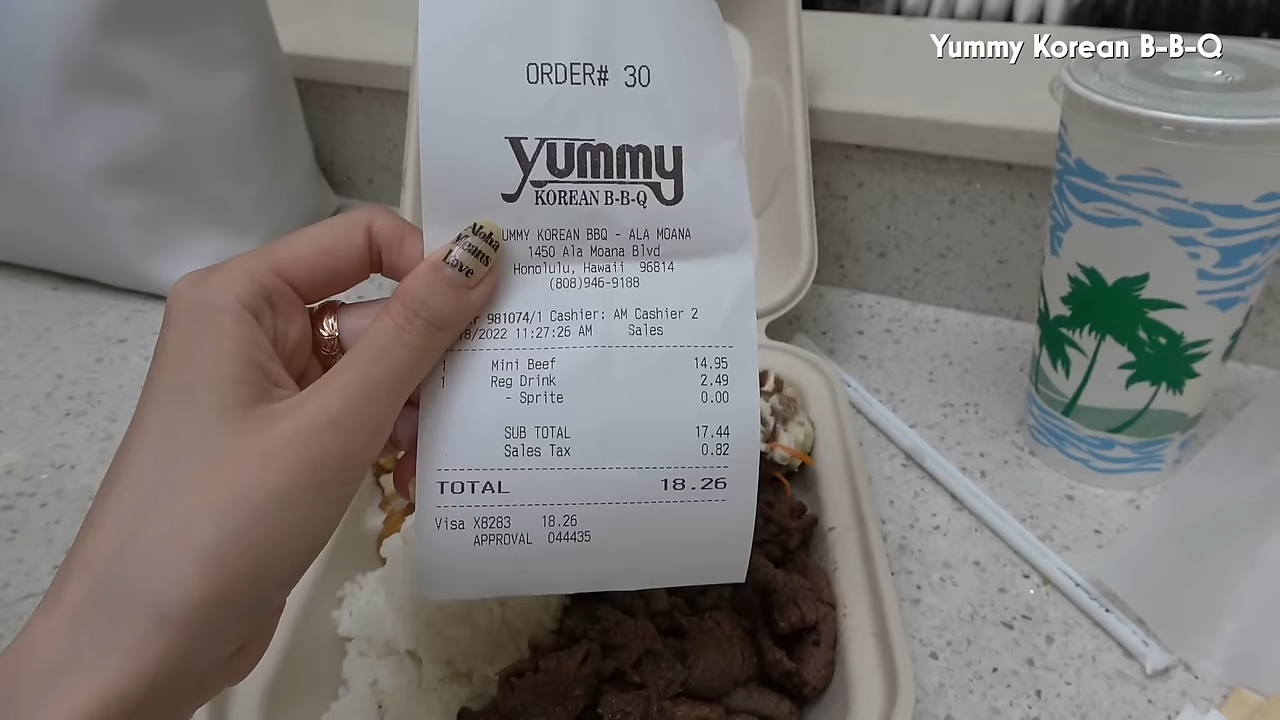 Yummy Korean B-B-Q
ORDER# 30
yummy
KOREAN B-B-Q
UMMY KOREAN BBQ - ALA MOANA
1450 Ala Moana Blvd
Honolulu, Hawaii 96814
(808)946-9188
Aloha
Means
Love
981074/1 Cashier: AM Cashier 2
8/2022 11:27:26 AM Sales
1 Mini Beef 14.95
1 Reg Drink 2.49
- Sprite 0.00
SUB TOTAL 17.44
Sales Tax 0.82
TOTAL 18.26
Visa X8283 18.26
APPROVAL 044435